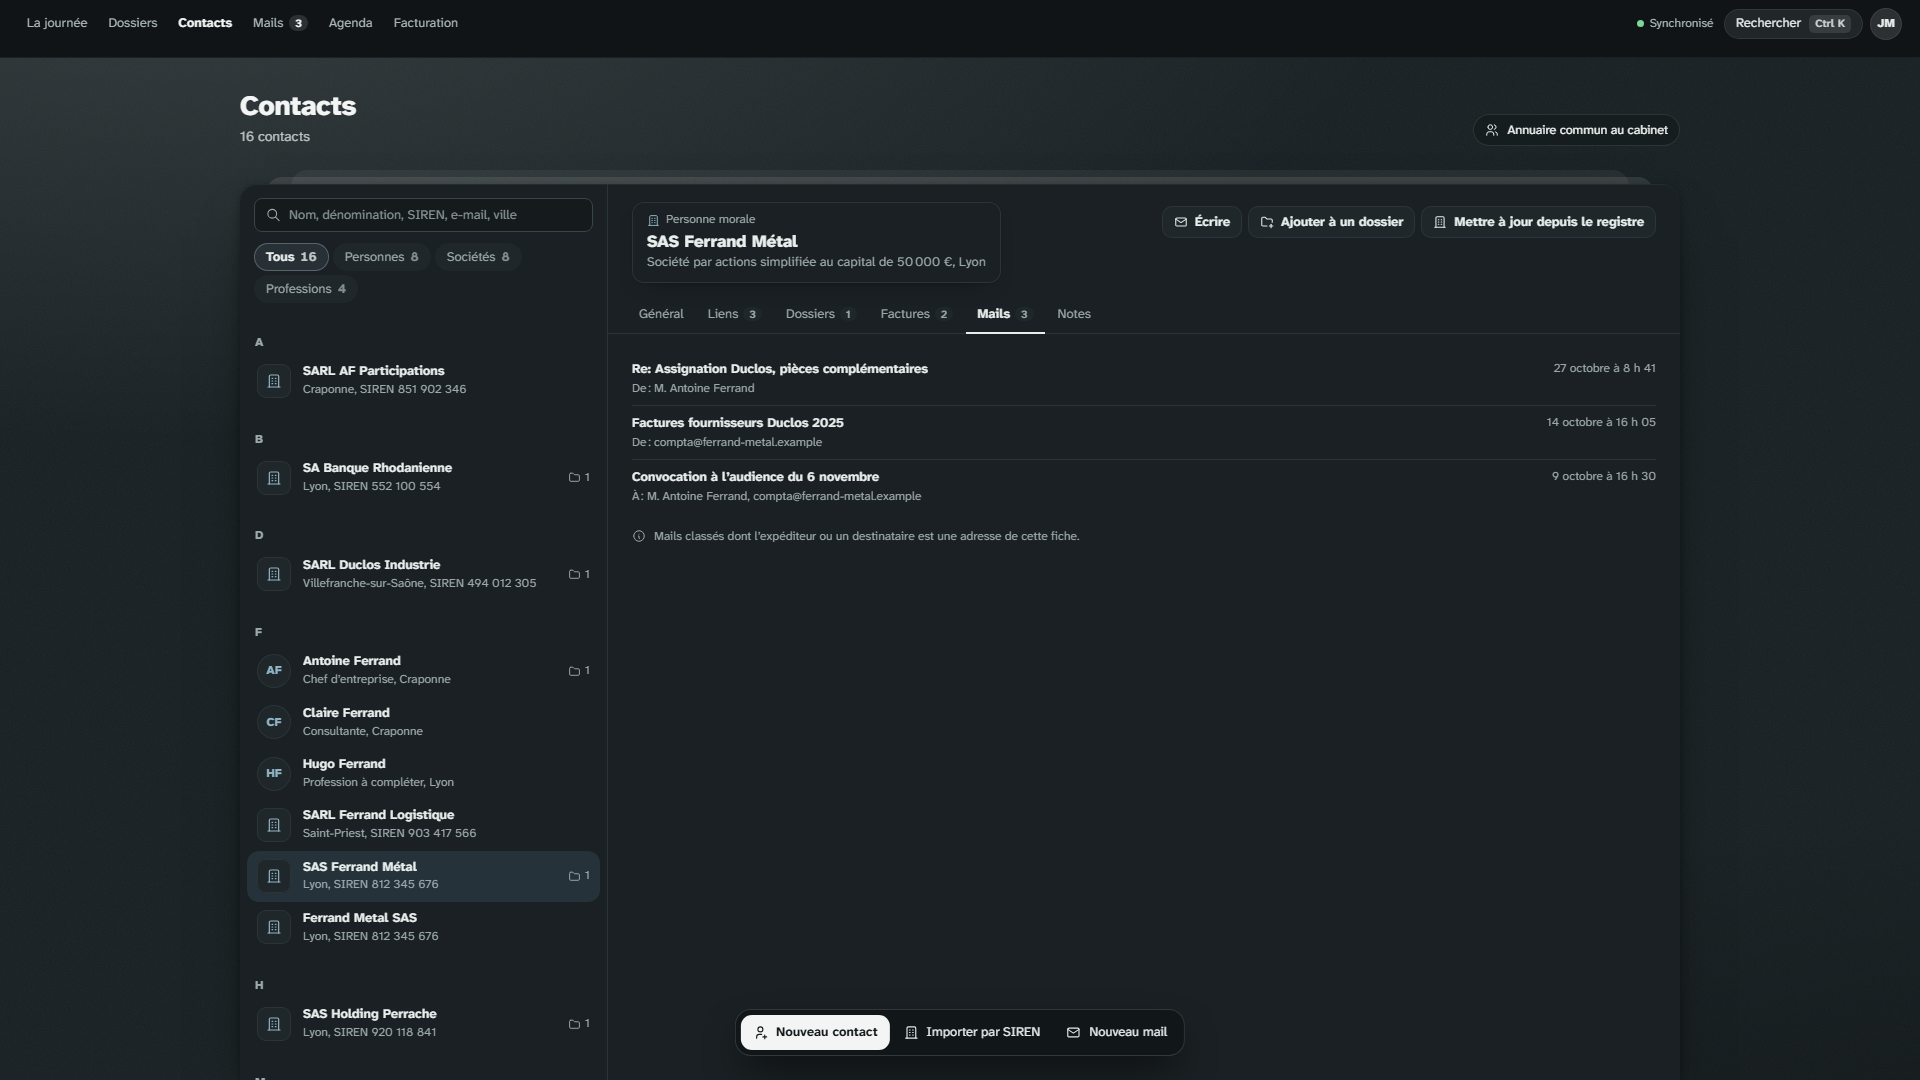 La journée
Dossiers
Contacts
Mails 3
Agenda
Facturation
Synchronisé
Rechercher Ctrl K
JM
Contacts
16 contacts
Annuaire commun au cabinet
Nom, dénomination, SIREN, e-mail, ville
Tous 16
Personnes 8
Sociétés 8
Professions 4
A
SARL AF Participations
Craponne, SIREN 851 902 346
B
SA Banque Rhodanienne
Lyon, SIREN 552 100 554
1
D
SARL Duclos Industrie
Villefranche-sur-Saône, SIREN 494 012 305
1
F
AF
Antoine Ferrand
Chef d'entreprise, Craponne
1
CF
Claire Ferrand
Consultante, Craponne
HF
Hugo Ferrand
Profession à compléter, Lyon
SARL Ferrand Logistique
Saint-Priest, SIREN 903 417 566
SAS Ferrand Métal
Lyon, SIREN 812 345 676
1
Ferrand Metal SAS
Lyon, SIREN 812 345 676
H
SAS Holding Perrache
Lyon, SIREN 920 118 841
1
Personne morale
SAS Ferrand Métal
Société par actions simplifiée au capital de 50 000 €, Lyon
Écrire
Ajouter à un dossier
Mettre à jour depuis le registre
Général
Liens 3
Dossiers 1
Factures 2
Mails 3
Notes
Re: Assignation Duclos, pièces complémentaires
27 octobre à 8 h 41
De : M. Antoine Ferrand
Factures fournisseurs Duclos 2025
14 octobre à 16 h 05
De : compta@ferrand-metal.example
Convocation à l'audience du 6 novembre
9 octobre à 16 h 30
À : M. Antoine Ferrand, compta@ferrand-metal.example
Mails classés dont l'expéditeur ou un destinataire est une adresse de cette fiche.
Nouveau contact
Importer par SIREN
Nouveau mail